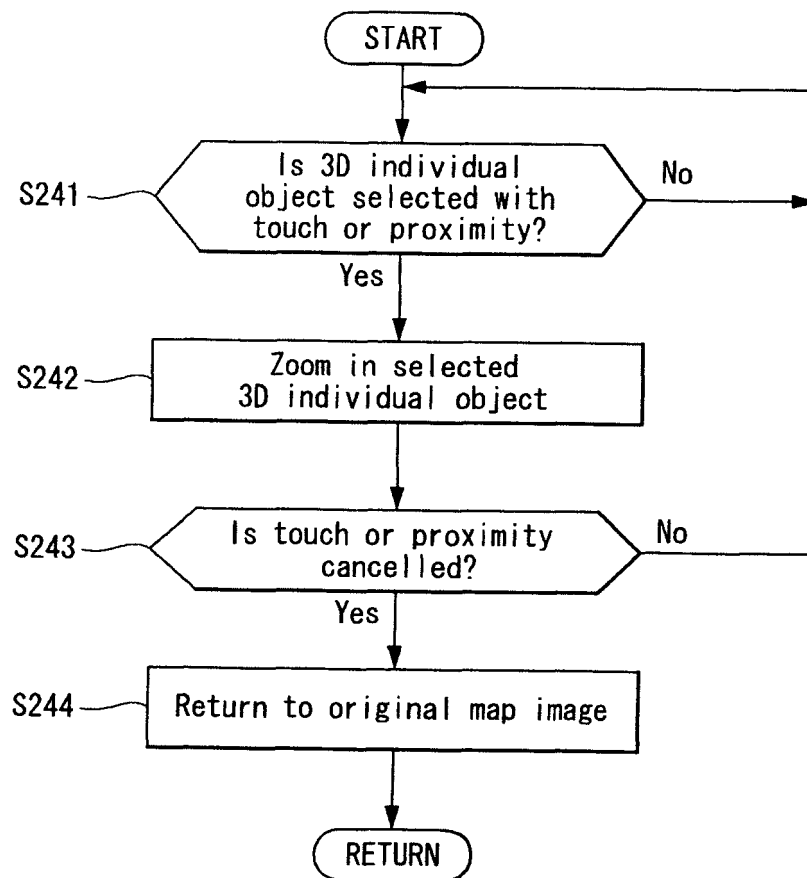 START
S241
Is 3D individual
object selected with
touch or proximity?
No
Yes
S242
Zoom in selected
3D individual object
S243
Is touch or proximity
cancelled?
No
Yes
S244
Return to original map image
RETURN